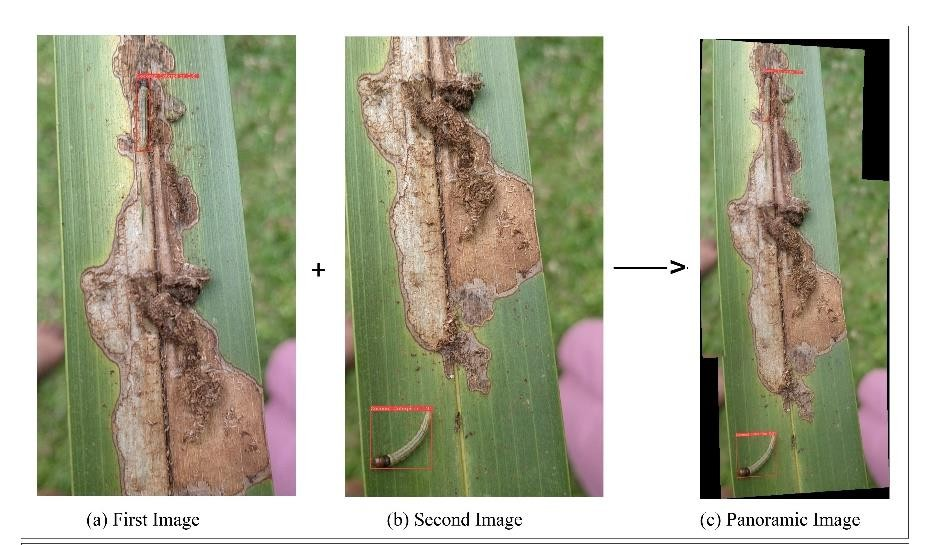 +
(a) First Image
(b) Second Image
(c) Panoramic Image